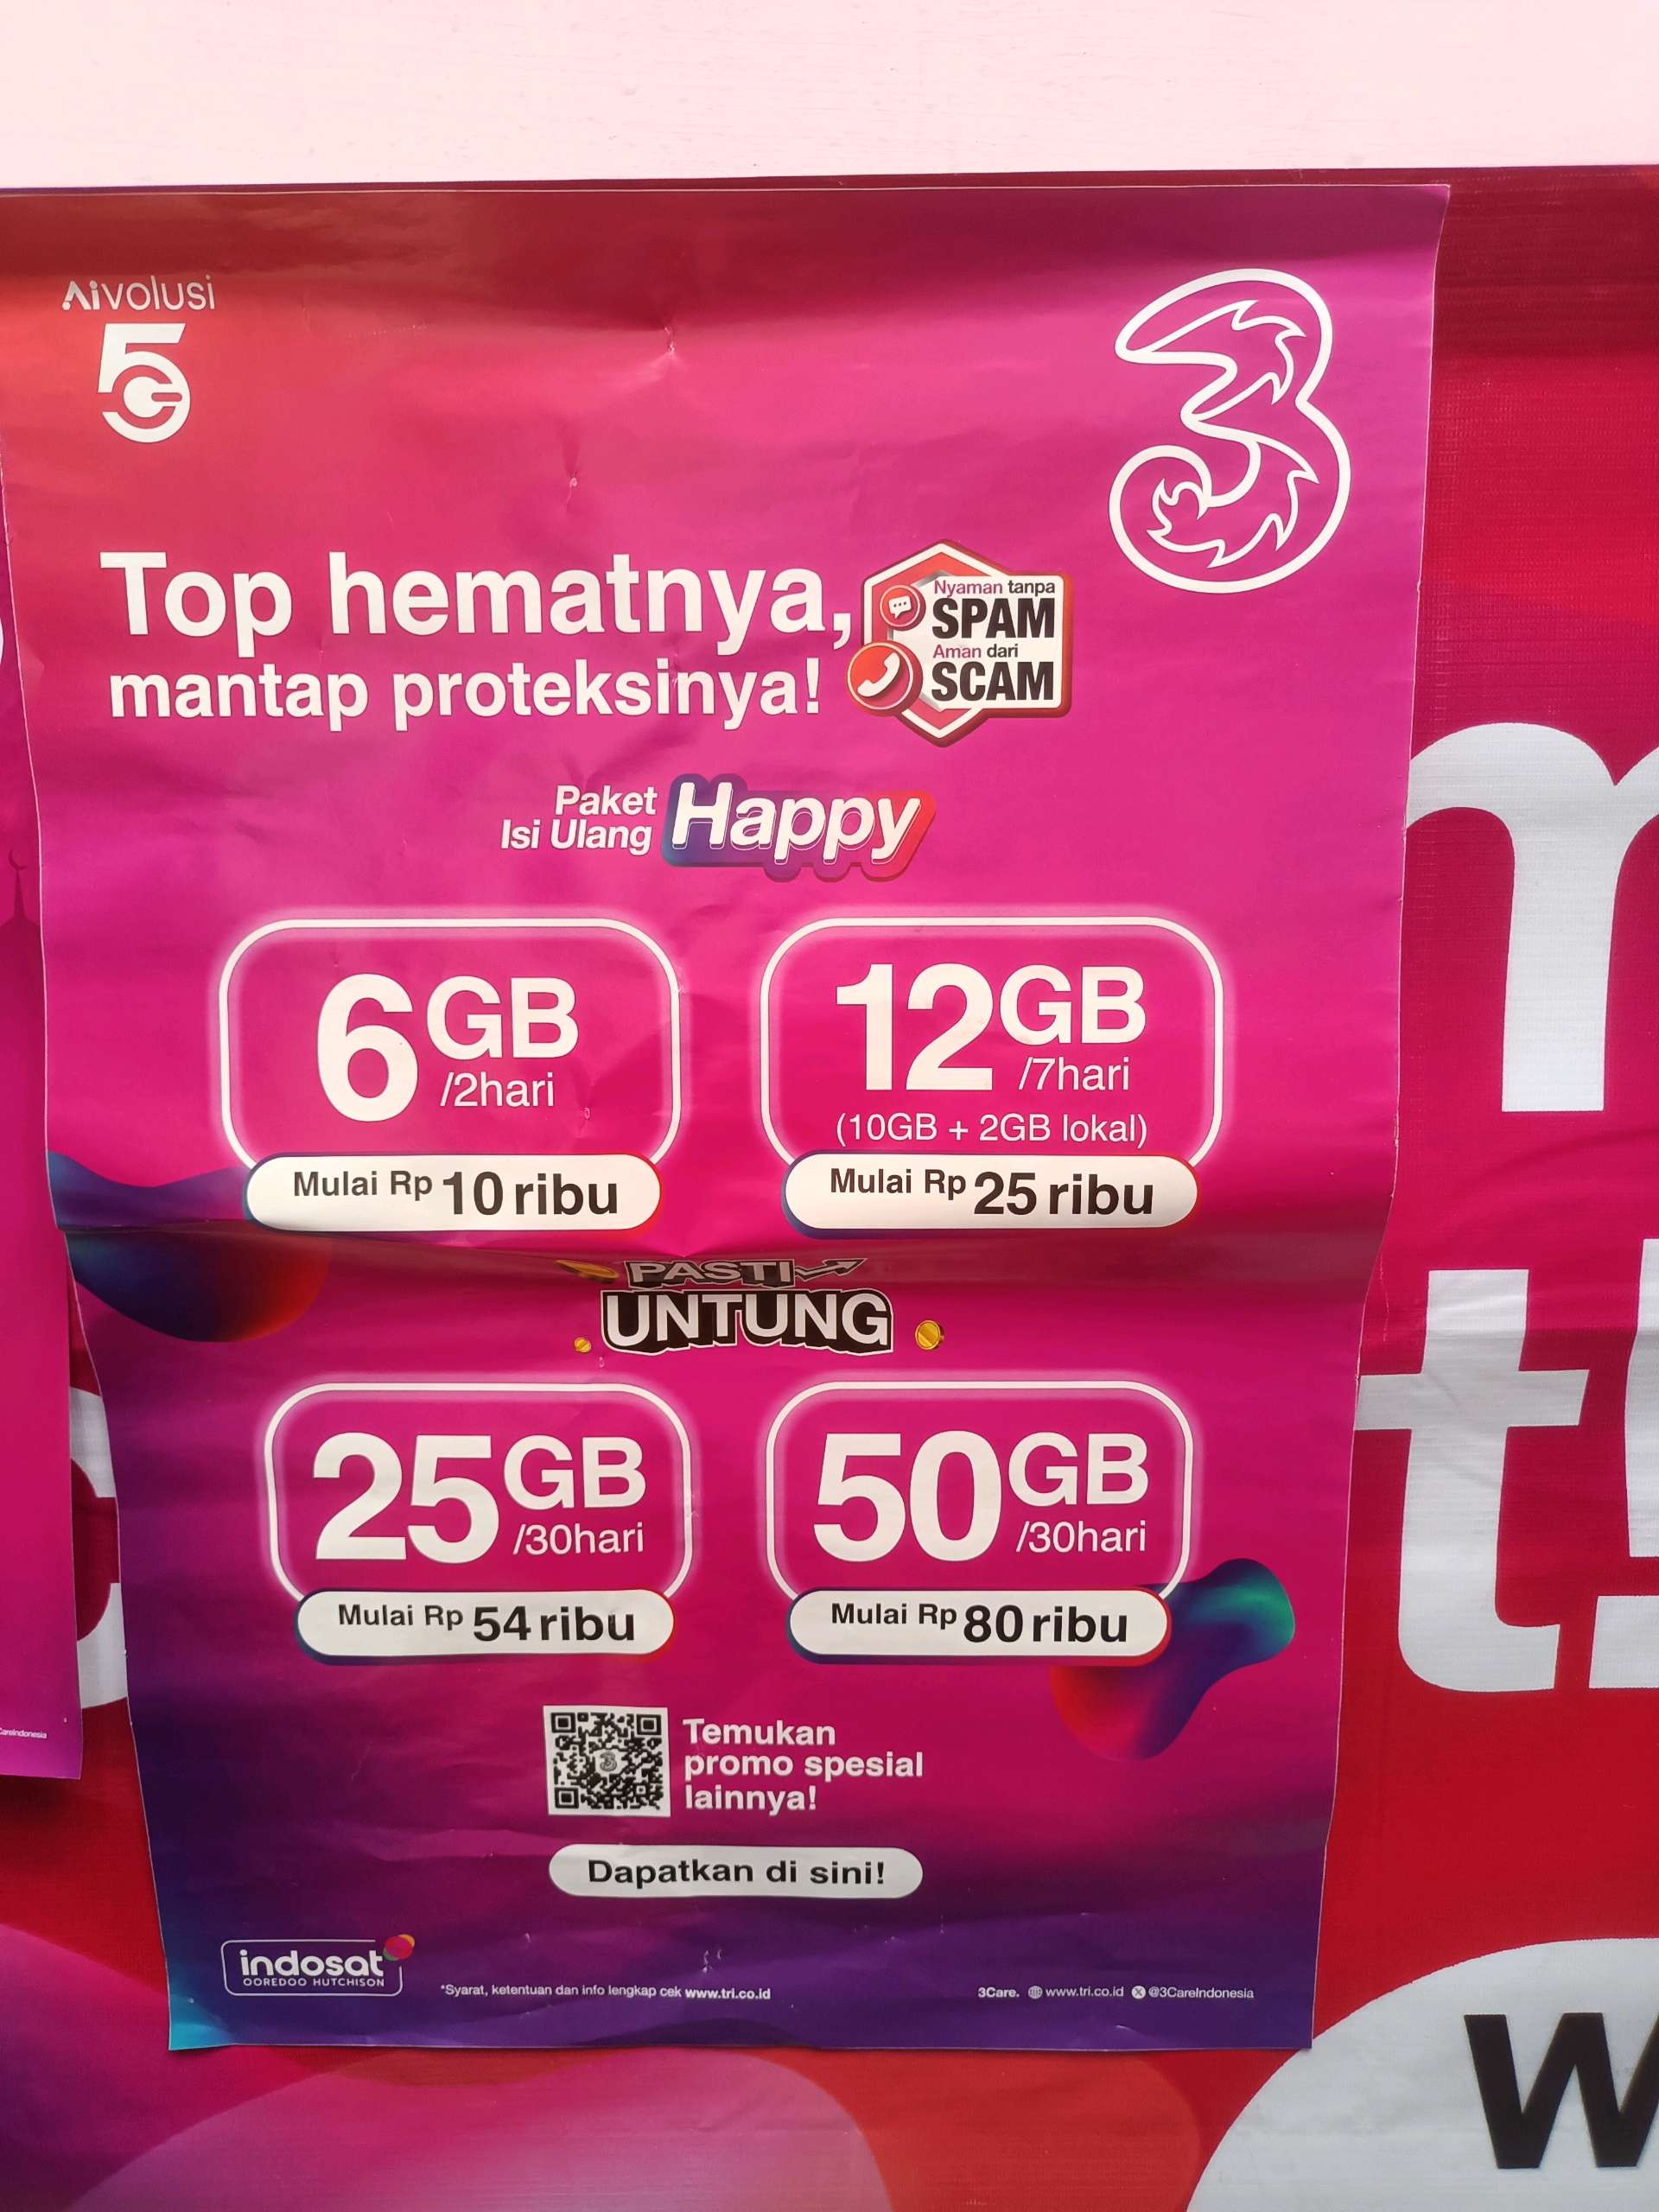 Aivolusi
5G
3
Top hematnya,
mantap proteksinya!
Nyaman tanpa
SPAM
Aman dari
SCAM
Paket
Isi Ulang
Happy
6GB
/2hari
Mulai Rp 10 ribu
12GB
/7hari
(10GB + 2GB lokal)
Mulai Rp 25 ribu
PASTI
UNTUNG
25GB
/30hari
Mulai Rp 54 ribu
50GB
/30hari
Mulai Rp 80 ribu
3
Temukan
promo spesial
lainnya!
Dapatkan di sini!
indosat
OOREDOO HUTCHISON
*Syarat, ketentuan dan info lengkap cek www.tri.co.id
3Care. www.tri.co.id X @3CareIndonesia
CareIndonesia
m
t!
w